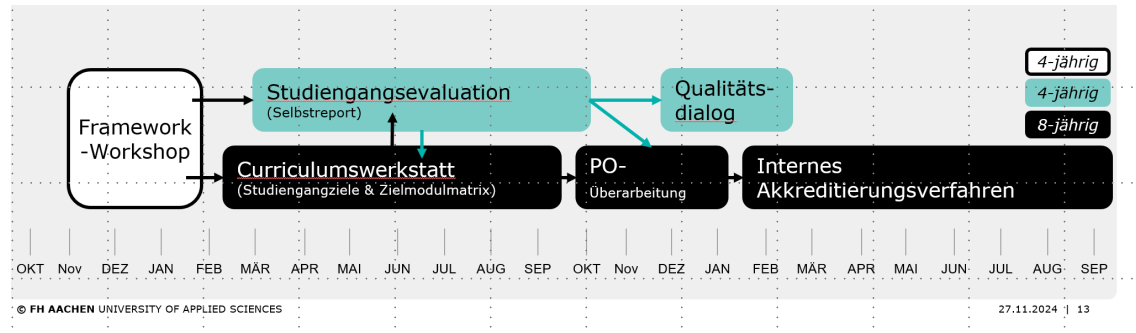 Framework
-Workshop
Studiengangsevaluation
(Selbstreport)
Qualitäts-
dialog
4-jährig
4-jährig
8-jährig
Curriculumswerkstatt
(Studiengangziele & Zielmodulmatrix)
PO-
Überarbeitung
Internes
Akkreditierungsverfahren
OKT Nov DEZ JAN FEB MÄR APR MAI JUN JUL AUG SEP OKT Nov DEZ JAN FEB MÄR APR MAI JUN JUL AUG SEP
© FH AACHEN UNIVERSITY OF APPLIED SCIENCES
27.11.2024 | 13